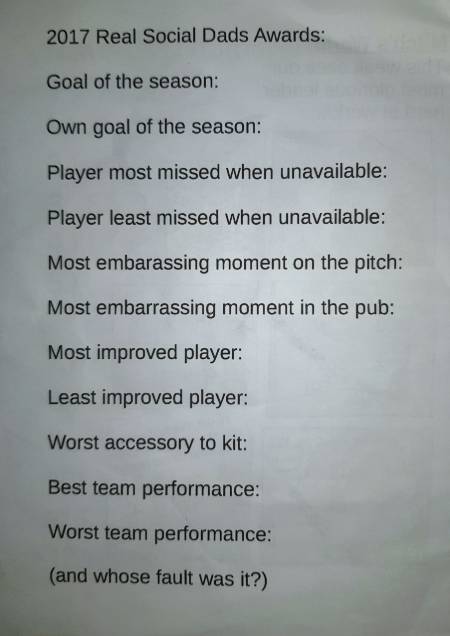 2017 Real Social Dads Awards:
Goal of the season:
Own goal of the season:
Player most missed when unavailable:
Player least missed when unavailable:
Most embarassing moment on the pitch:
Most embarrassing moment in the pub:
Most improved player:
Least improved player:
Worst accessory to kit:
Best team performance:
Worst team performance:
(and whose fault was it?)